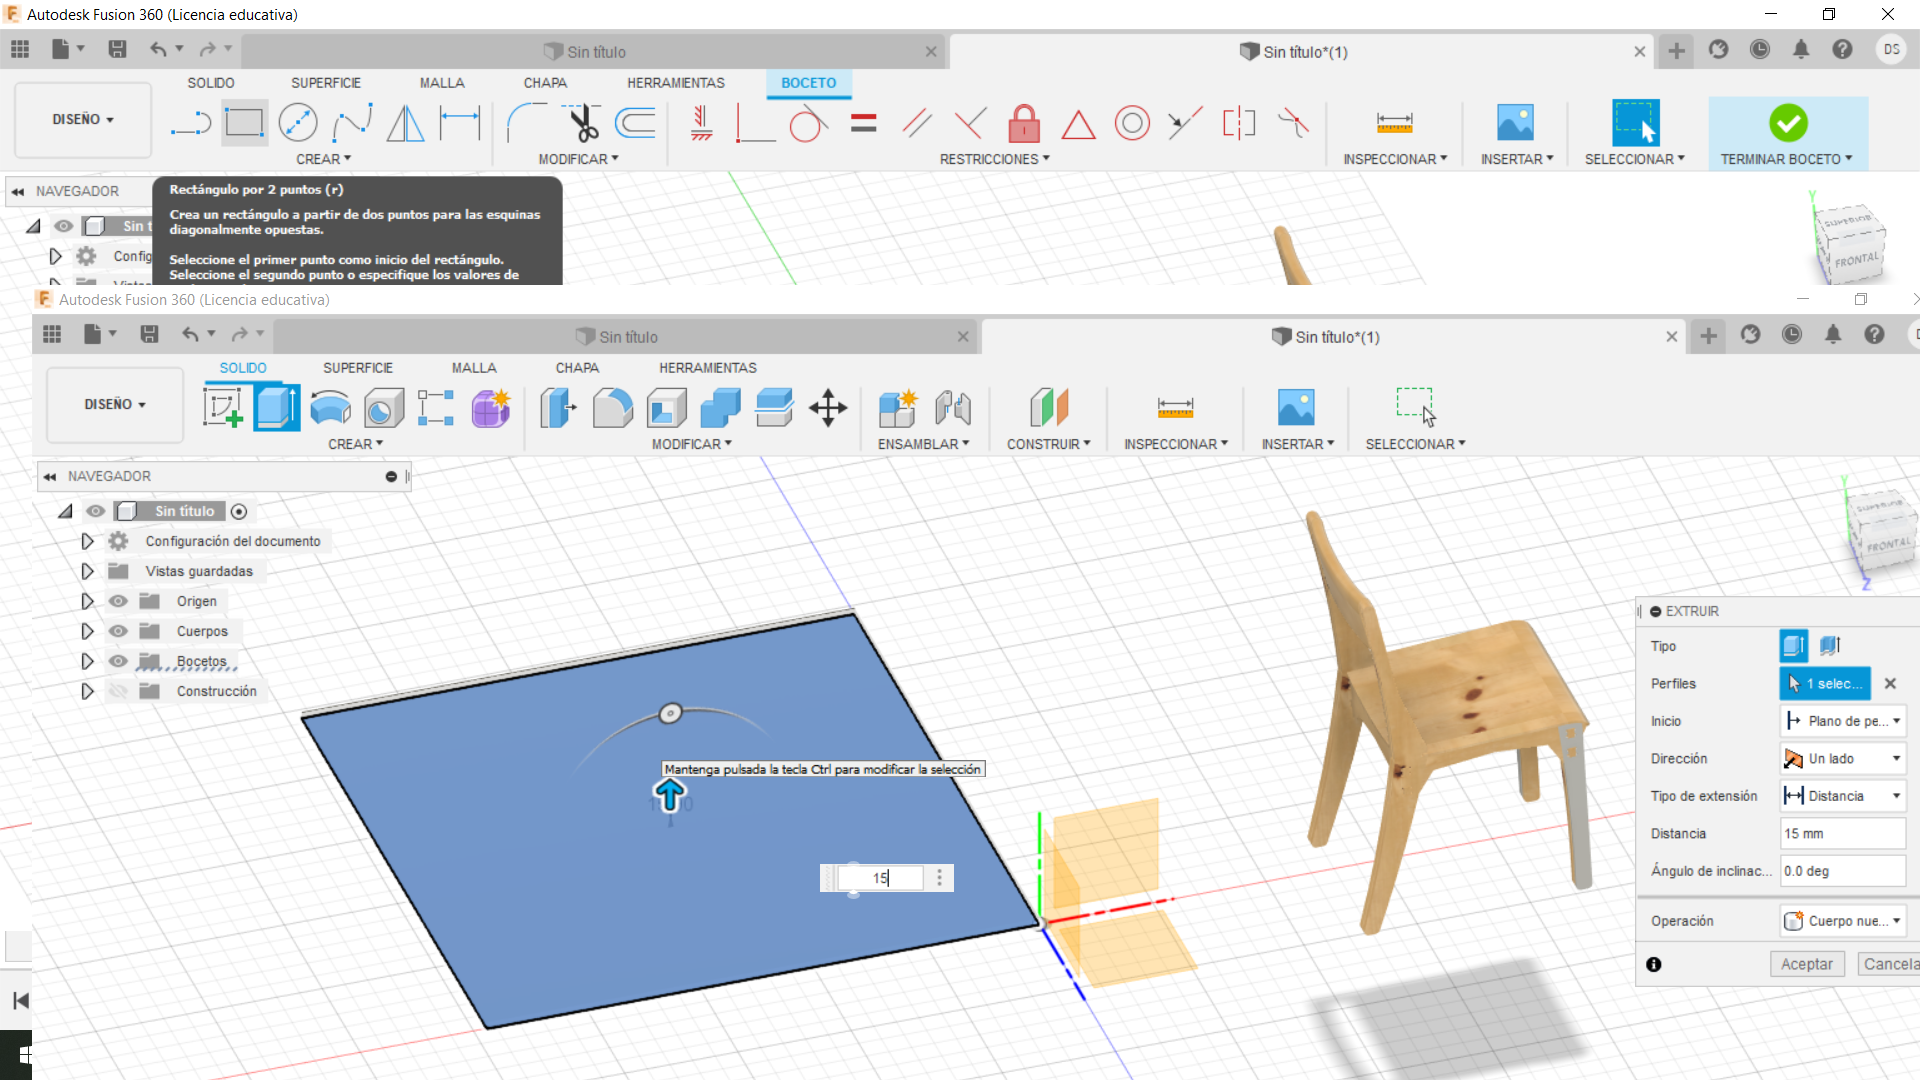 Autodesk Fusion 360 (Licencia educativa)
Sin título
Sin título*(1)
DS
SOLIDO SUPERFICIE MALLA CHAPA HERRAMIENTAS BOCETO
DISEÑO
CREAR MODIFICAR RESTRICCIONES INSPECCIONAR INSERTAR SELECCIONAR TERMINAR BOCETO
NAVEGADOR
Rectángulo por 2 puntos (r)
Crea un rectángulo a partir de dos puntos para las esquinas
diagonalmente opuestas.
Seleccione el primer punto como inicio del rectángulo.
Seleccione el segundo punto o especifique los valores de
Sin t
Config
Y
SUPERIOR
FRONTAL
Autodesk Fusion 360 (Licencia educativa)
Sin título
Sin título*(1)
SOLIDO SUPERFICIE MALLA CHAPA HERRAMIENTAS
DISEÑO
CREAR MODIFICAR ENSAMBLAR CONSTRUIR INSPECCIONAR INSERTAR SELECCIONAR
NAVEGADOR
Sin título
Configuración del documento
Vistas guardadas
Origen
Cuerpos
Bocetos
Construcción
Y
SUPERIOR
FRONTAL
Z
Mantenga pulsada la tecla Ctrl para modificar la selección
15
EXTRUIR
Tipo
Perfiles 1 selec...
Inicio Plano de pe...
Dirección Un lado
Tipo de extensión Distancia
Distancia 15 mm
Ángulo de inclinac... 0.0 deg
Operación Cuerpo nue...
Aceptar Cancela